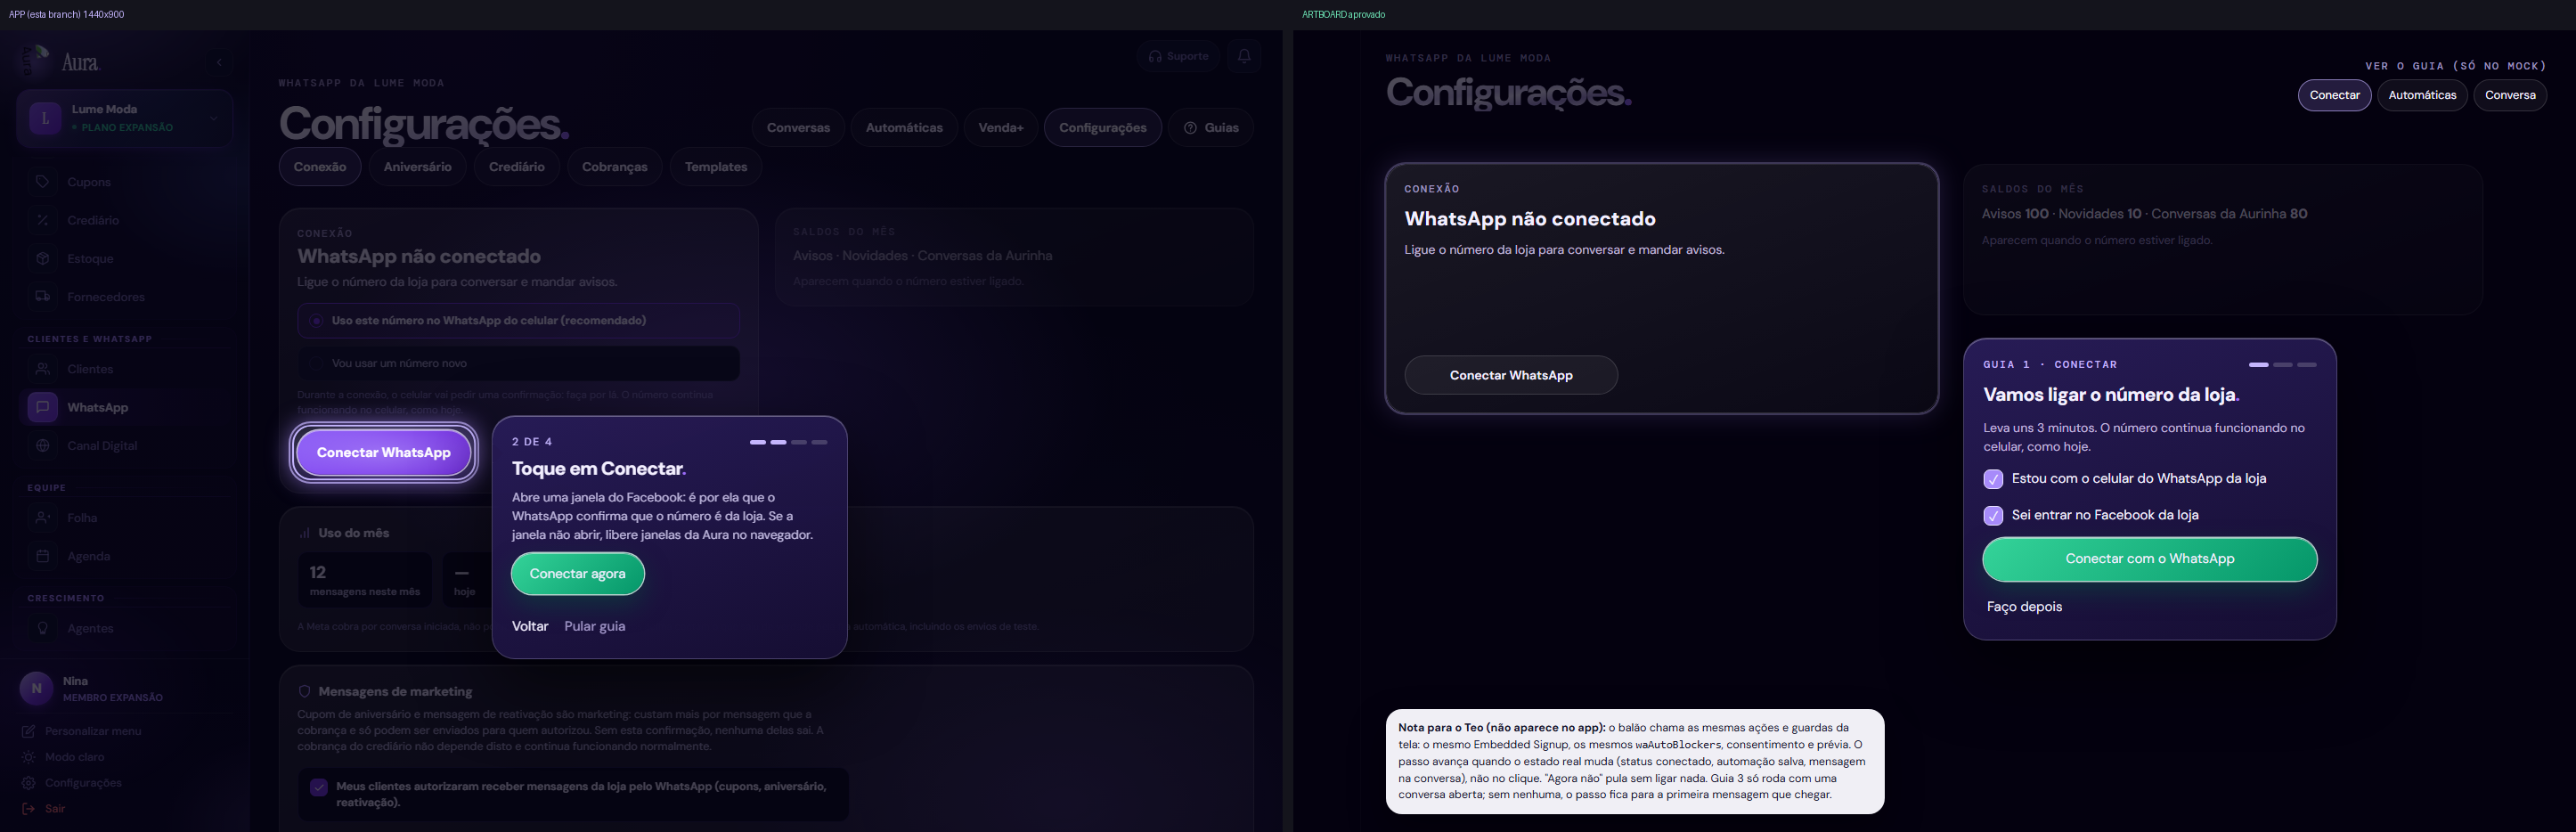 APP (esta branch) 1440x900
Aura
Suporte
Lume Moda
L
PLANO EXPANSÃO
Cupons
Crediário
Estoque
Fornecedores
CLIENTES E WHATSAPP
Clientes
WhatsApp
Canal Digital
EQUIPE
Folha
Agenda
CRESCIMENTO
Agentes
N
Nina
MEMBRO EXPANSÃO
Personalizar menu
Modo claro
Configurações
Sair
WHATSAPP DA LUME MODA
Configurações.
Conversas
Automáticas
Venda+
Configurações
Guias
Conexão
Aniversário
Crediário
Cobranças
Templates
CONEXÃO
WhatsApp não conectado
Ligue o número da loja para conversar e mandar avisos.
Uso este número no WhatsApp do celular (recomendado)
Vou usar um número novo
Durante a conexão, o celular vai pedir uma confirmação: faça por lá. O número continua
funcionando no celular, como hoje.
Conectar WhatsApp
SALDOS DO MÊS
Avisos · Novidades · Conversas da Aurinha
Aparecem quando o número estiver ligado.
2 DE 4
Toque em Conectar.
Abre uma janela do Facebook: é por ela que o
WhatsApp confirma que o número é da loja. Se a
janela não abrir, libere janelas da Aura no navegador.
Conectar agora
Voltar
Pular guia
Uso do mês
12
mensagens neste mês
—
hoje
A Meta cobra por conversa iniciada, não po
automática, incluindo os envios de teste.
Mensagens de marketing
Cupom de aniversário e mensagem de reativação são marketing: custam mais por mensagem que a
cobrança e só podem ser enviados para quem autorizou. Sem esta confirmação, nenhuma delas sai. A
cobrança do crediário não depende disto e continua funcionando normalmente.
Meus clientes autorizaram receber mensagens da loja pelo WhatsApp (cupons, aniversário,
reativação).
ARTBOARD aprovado
WHATSAPP DA LUME MODA
Configurações.
VER O GUIA (SÓ NO MOCK)
Conectar
Automáticas
Conversa
CONEXÃO
WhatsApp não conectado
Ligue o número da loja para conversar e mandar avisos.
Conectar WhatsApp
SALDOS DO MÊS
Avisos 100 · Novidades 10 · Conversas da Aurinha 80
Aparecem quando o número estiver ligado.
GUIA 1 · CONECTAR
Vamos ligar o número da loja.
Leva uns 3 minutos. O número continua funcionando no
celular, como hoje.
Estou com o celular do WhatsApp da loja
Sei entrar no Facebook da loja
Conectar com o WhatsApp
Faço depois
Nota para o Teo (não aparece no app): o balão chama as mesmas ações e guardas da
tela: o mesmo Embedded Signup, os mesmos waAutoBlockers, consentimento e prévia. O
passo avança quando o estado real muda (status conectado, automação salva, mensagem
na conversa), não no clique. "Agora não" pula sem ligar nada. Guia 3 só roda com uma
conversa aberta; sem nenhuma, o passo fica para a primeira mensagem que chegar.